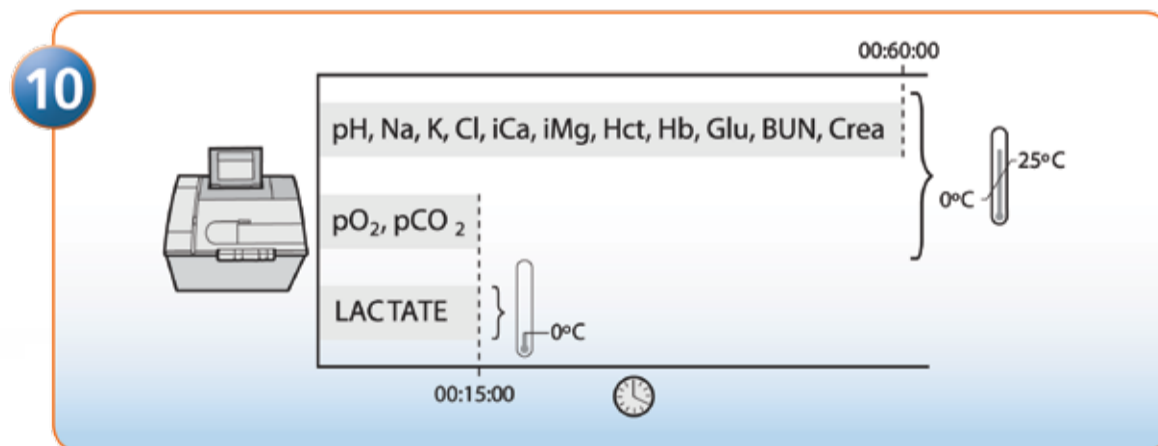 10
00:60:00
pH, Na, K, Cl, iCa, iMg, Hct, Hb, Glu, BUN, Crea
25ºC
0ºC
pO₂, pCO ₂
LACTATE
0ºC
00:15:00